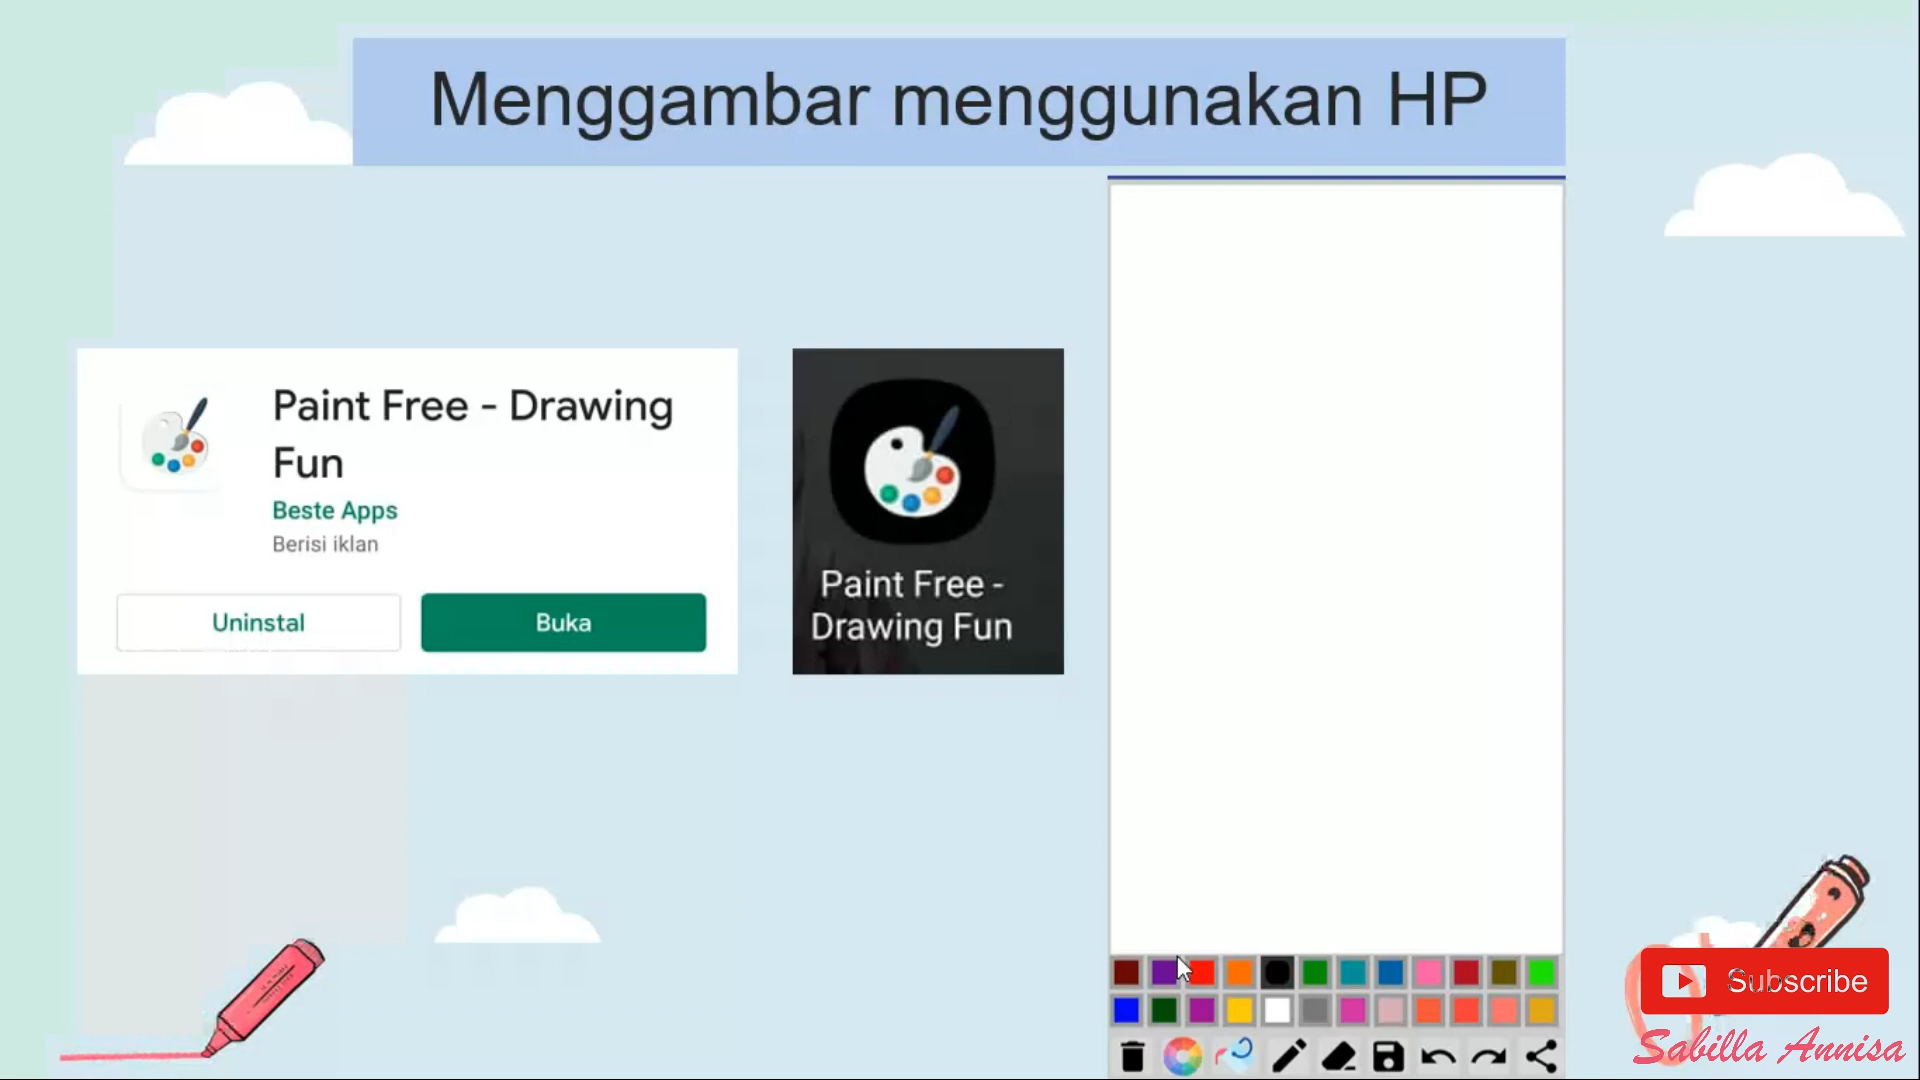 Menggambar menggunakan HP
Paint Free - Drawing
Fun
Beste Apps
Berisi iklan
Uninstal
Buka
Paint Free -
Drawing Fun
Subscribe
Sabilla Annisa